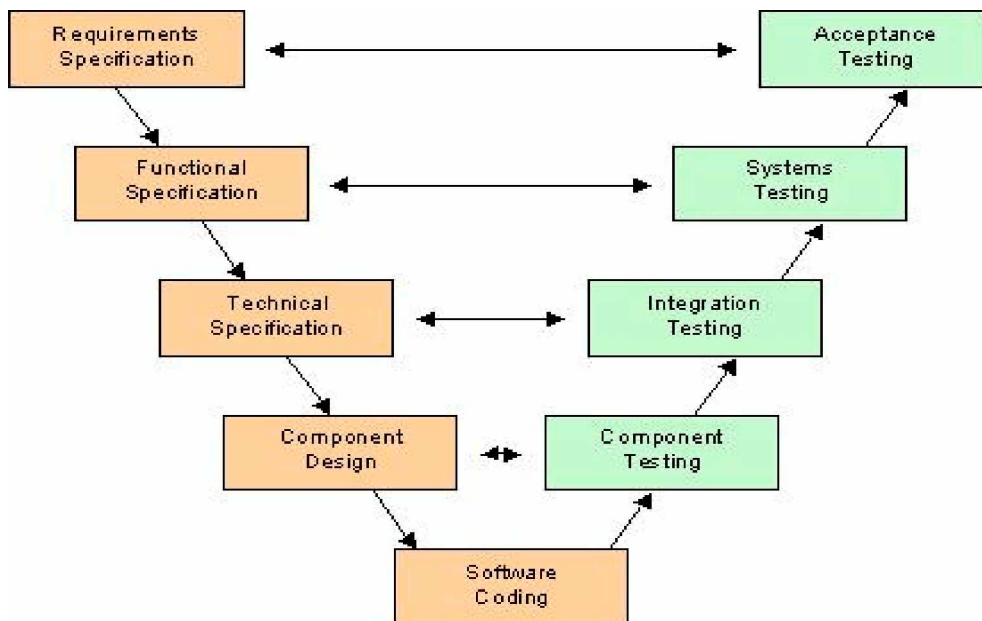 Requirements
Specification
Acceptance
Testing
Functional
Specification
Systems
Testing
Technical
Specification
Integration
Testing
Component
Design
Component
Testing
Software
Coding